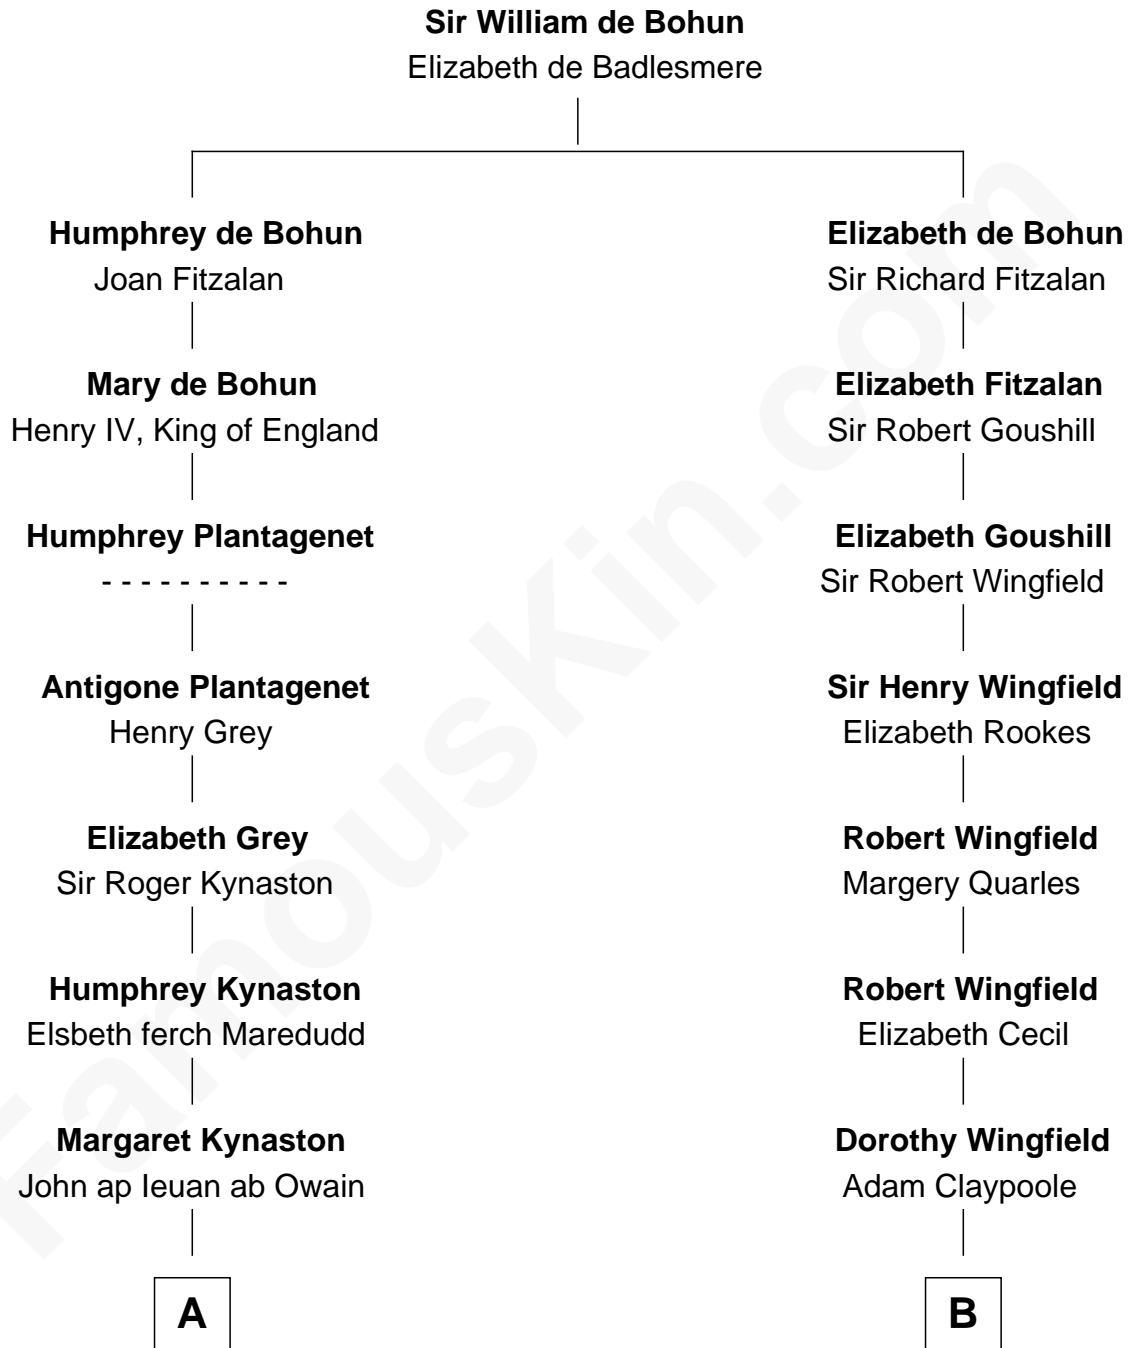 Sir William de Bohun
Elizabeth de Badlesmere
Humphrey de Bohun
Joan Fitzalan
Elizabeth de Bohun
Sir Richard Fitzalan
Mary de Bohun
Henry IV, King of England
Elizabeth Fitzalan
Sir Robert Goushill
Humphrey Plantagenet
- - - - - - - - - -
Elizabeth Goushill
Sir Robert Wingfield
Antigone Plantagenet
Henry Grey
Sir Henry Wingfield
Elizabeth Rookes
Elizabeth Grey
Sir Roger Kynaston
Robert Wingfield
Margery Quarles
Humphrey Kynaston
Elsbeth ferch Maredudd
Robert Wingfield
Elizabeth Cecil
Margaret Kynaston
John ap Ieuan ab Owain
Dorothy Wingfield
Adam Claypoole
A
B
FamousKin.com